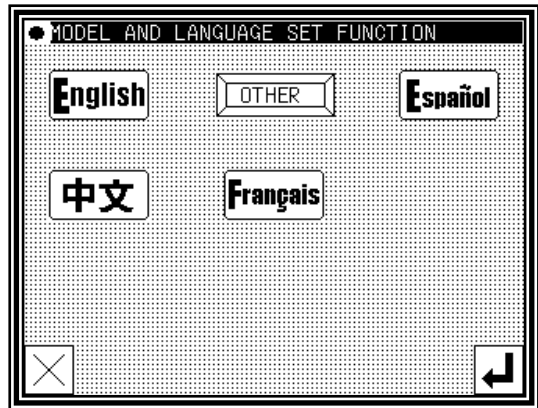 MODEL AND LANGUAGE SET FUNCTION
English OTHER Español
中文 Français